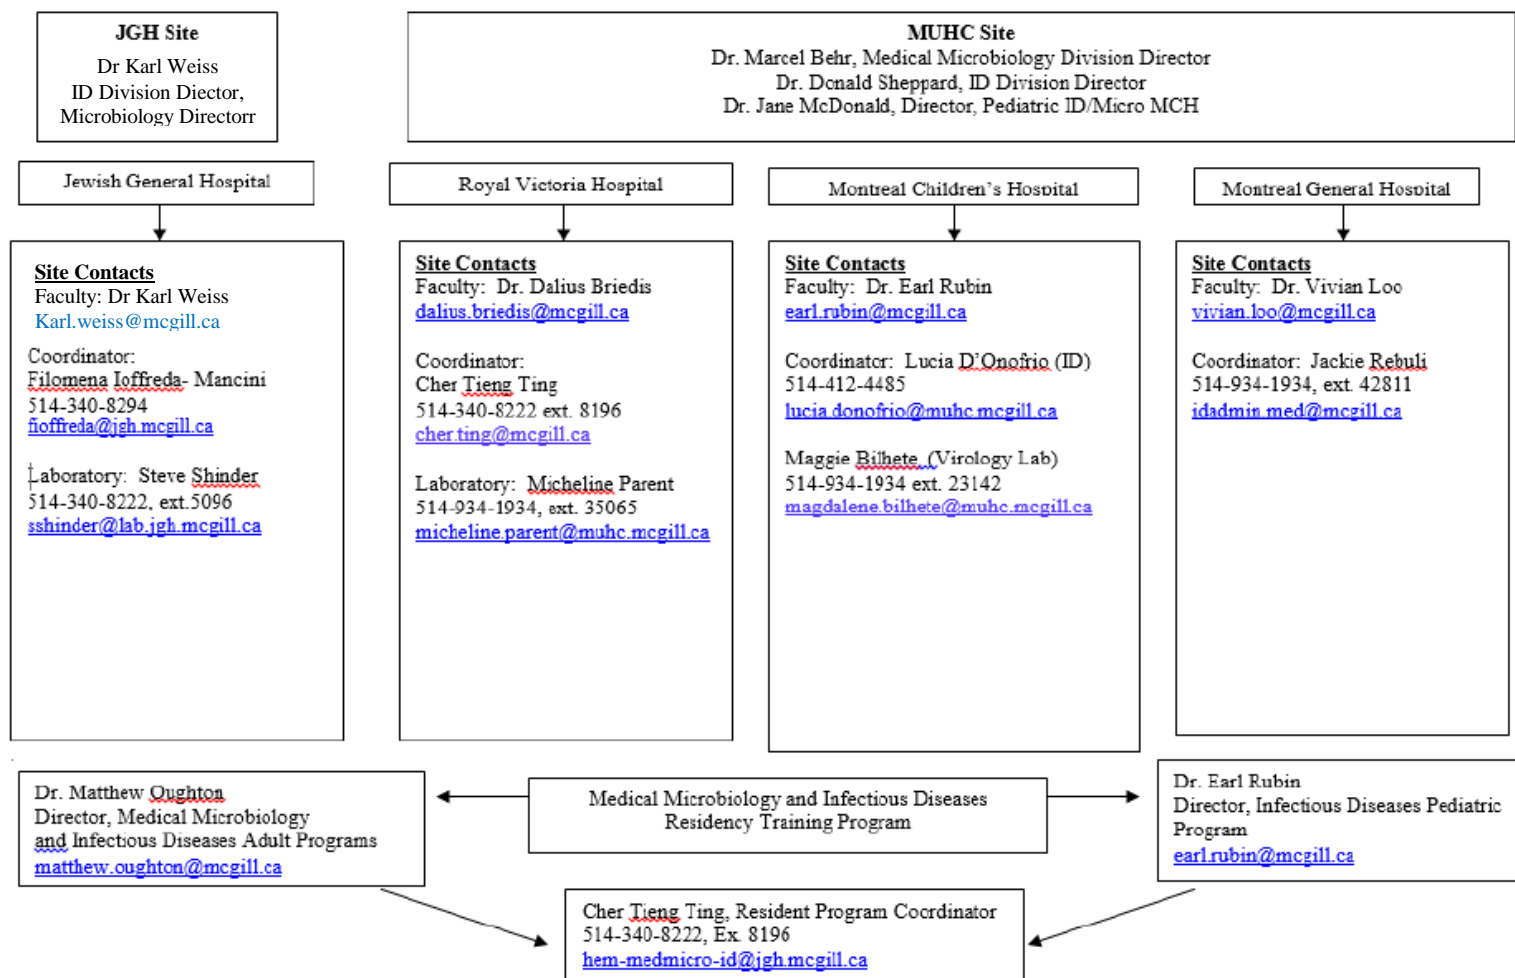 JGH Site
Dr Karl Weiss
ID Division Diector,
Microbiology Directorr
MUHC Site
Dr. Marcel Behr, Medical Microbiology Division Director
Dr. Donald Sheppard, ID Division Director
Dr. Jane McDonald, Director, Pediatric ID/Micro MCH
Jewish General Hospital
Royal Victoria Hospital
Montreal Children's Hospital
Montreal General Hospital
Site Contacts
Faculty: Dr Karl Weiss
Karl.weiss@mcgill.ca
Coordinator:
Filomena Ioffreda- Mancini
514-340-8294
fioffreda@jgh.mcgill.ca
Laboratory: Steve Shinder
514-340-8222, ext.5096
sshinder@lab.jgh.mcgill.ca
Site Contacts
Faculty: Dr. Dalius Briedis
dalius.briedis@mcgill.ca
Coordinator:
Cher Tieng Ting
514-340-8222 ext. 8196
cher.ting@mcgill.ca
Laboratory: Micheline Parent
514-934-1934, ext. 35065
micheline.parent@muhc.mcgill.ca
Site Contacts
Faculty: Dr. Earl Rubin
earl.rubin@mcgill.ca
Coordinator: Lucia D'Onofrio (ID)
514-412-4485
lucia.donofrio@muhc.mcgill.ca
Maggie Bilhete, (Virology Lab)
514-934-1934 ext. 23142
magdalene.bilhete@muhc.mcgill.ca
Site Contacts
Faculty: Dr. Vivian Loo
vivian.loo@mcgill.ca
Coordinator: Jackie Rebuli
514-934-1934, ext. 42811
idadmin.med@mcgill.ca
Dr. Matthew Oughton
Director, Medical Microbiology
and Infectious Diseases Adult Programs
matthew.oughton@mcgill.ca
Medical Microbiology and Infectious Diseases
Residency Training Program
Dr. Earl Rubin
Director, Infectious Diseases Pediatric
Program
earl.rubin@mcgill.ca
Cher Tieng Ting, Resident Program Coordinator
514-340-8222, Ex. 8196
hem-medmicro-id@jgh.mcgill.ca